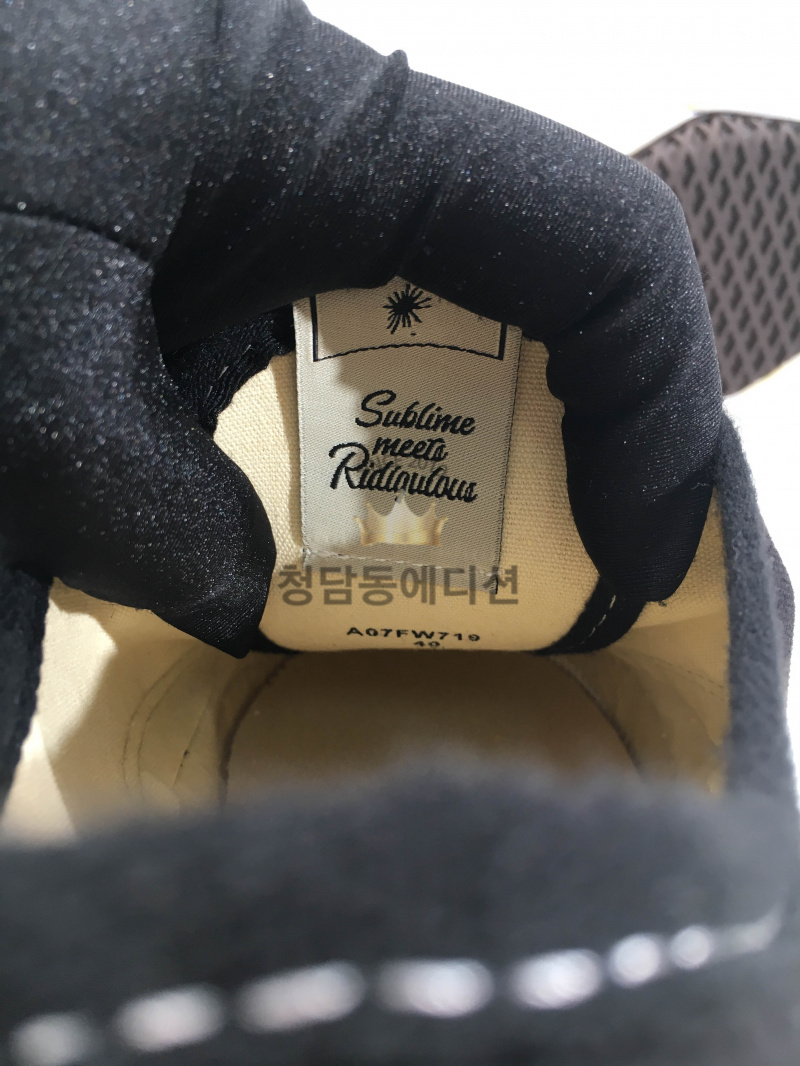 Sublime
meets
Ridiculous
청담동에디션
A07FW719
40